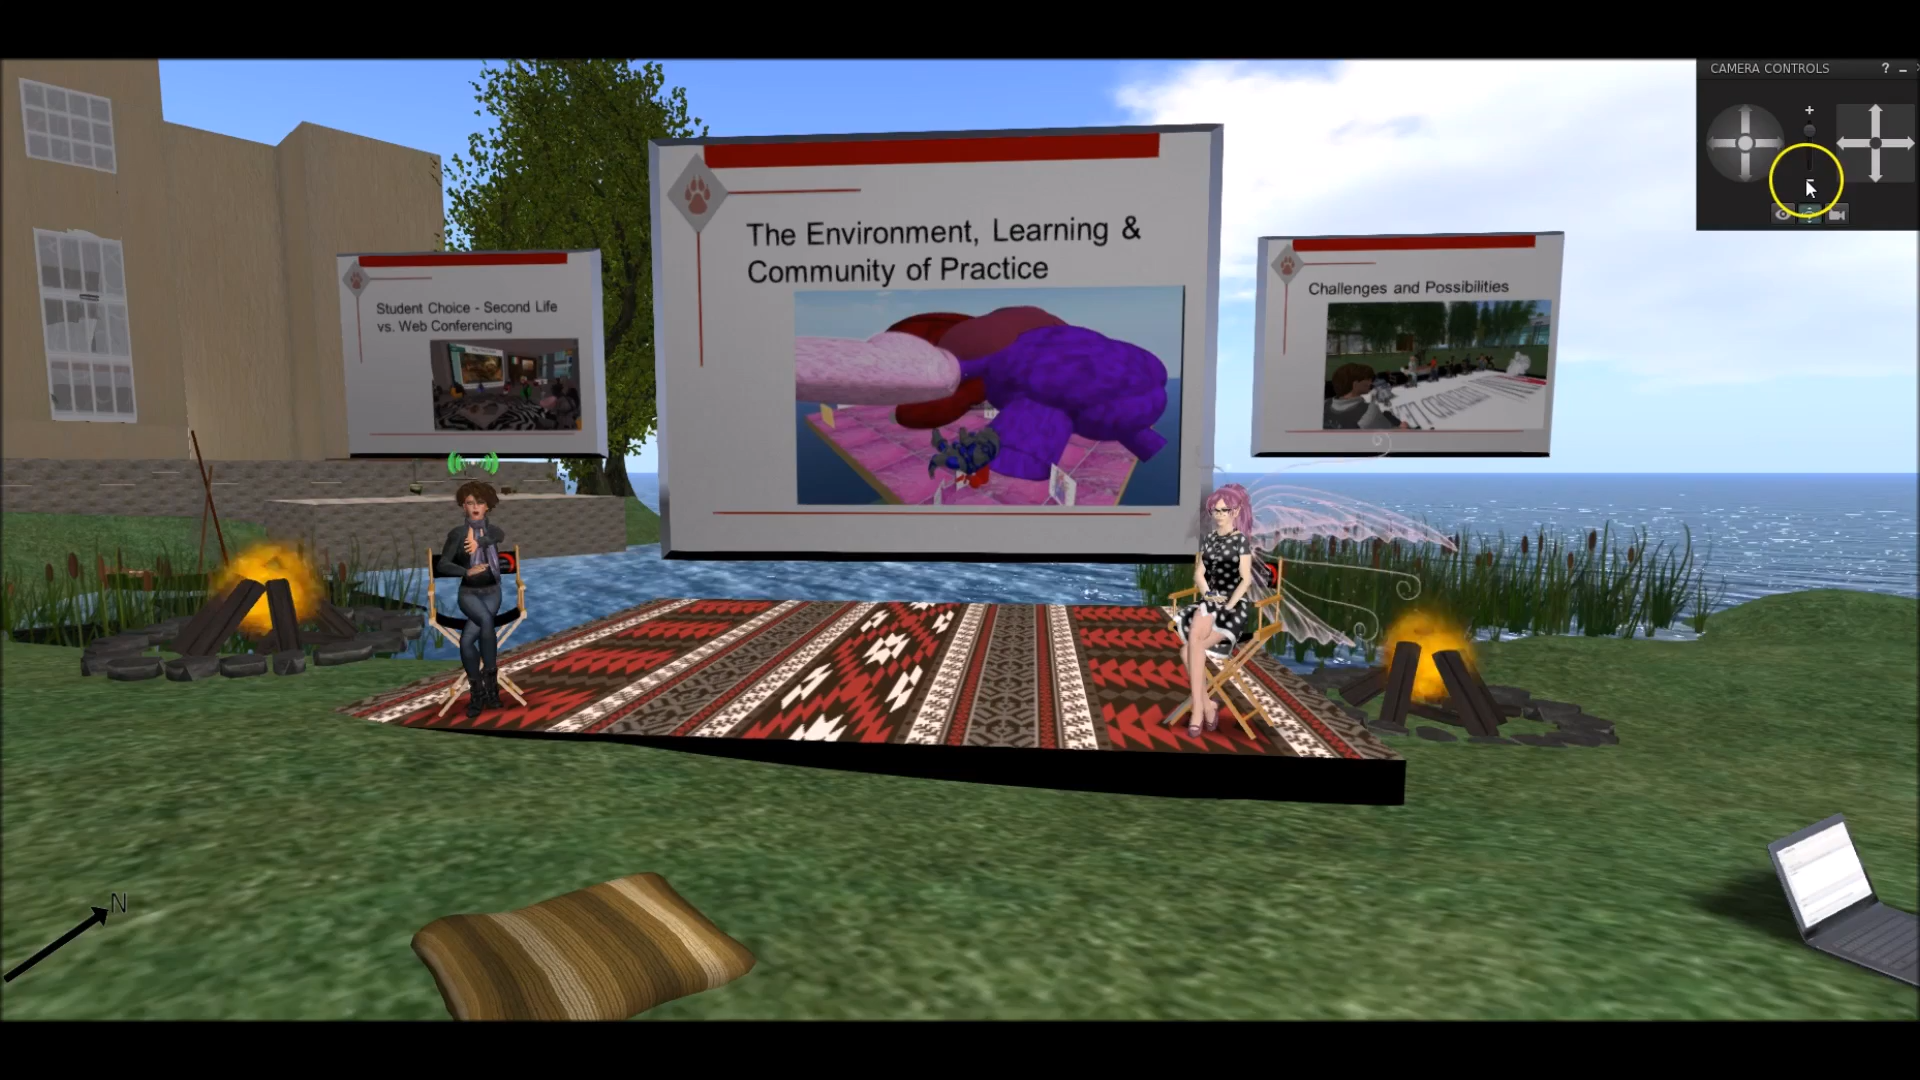 CAMERA CONTROLS ? –
+
The Environment, Learning &
Community of Practice
Student Choice - Second Life
vs. Web Conferencing
Challenges and Possibilities
N